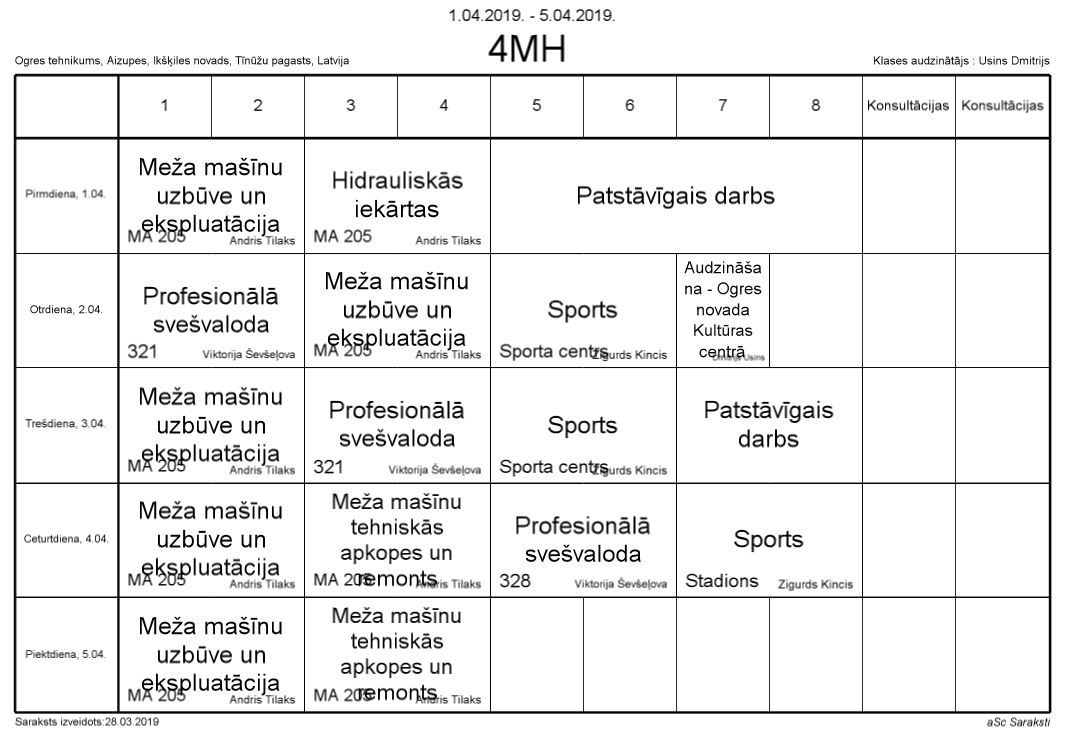 1.04.2019. - 5.04.2019.
4MH
Ogres tehnikums, Aizupes, Ikšķiles novads, Tīnūžu pagasts, Latvija
Klases audzinātājs : Usins Dmitrijs
1 2 3 4 5 6 7 8 Konsultācijas Konsultācijas
Pirmdiena, 1.04.
Meža mašīnu
uzbūve un
ekspluatācija
MA 205 Andris Tilaks
Hidrauliskās
iekārtas
MA 205 Andris Tilaks
Patstāvīgais darbs
Otrdiena, 2.04.
Profesionālā
svešvaloda
321 Viktorija Ševšeļova
Meža mašīnu
uzbūve un
ekspluatācija
MA 205 Andris Tilaks
Sports
Sporta centrs Zigurds Kincis
Audzināša
na - Ogres
novada
Kultūras
centrā
Dmitrijs Usins
Trešdiena, 3.04.
Meža mašīnu
uzbūve un
ekspluatācija
MA 205 Andris Tilaks
Profesionālā
svešvaloda
321 Viktorija Ševšeļova
Sports
Sporta centrs Zigurds Kincis
Patstāvīgais
darbs
Ceturtdiena, 4.04.
Meža mašīnu
uzbūve un
ekspluatācija
MA 205 Andris Tilaks
Meža mašīnu
tehniskās
apkopes un
remonts
MA 205 Andris Tilaks
Profesionālā
svešvaloda
328 Viktorija Ševšeļova
Sports
Stadions Zigurds Kincis
Piektdiena, 5.04.
Meža mašīnu
uzbūve un
ekspluatācija
MA 205 Andris Tilaks
Meža mašīnu
tehniskās
apkopes un
remonts
MA 205 Andris Tilaks
Saraksts izveidots:28.03.2019
aSc Saraksti